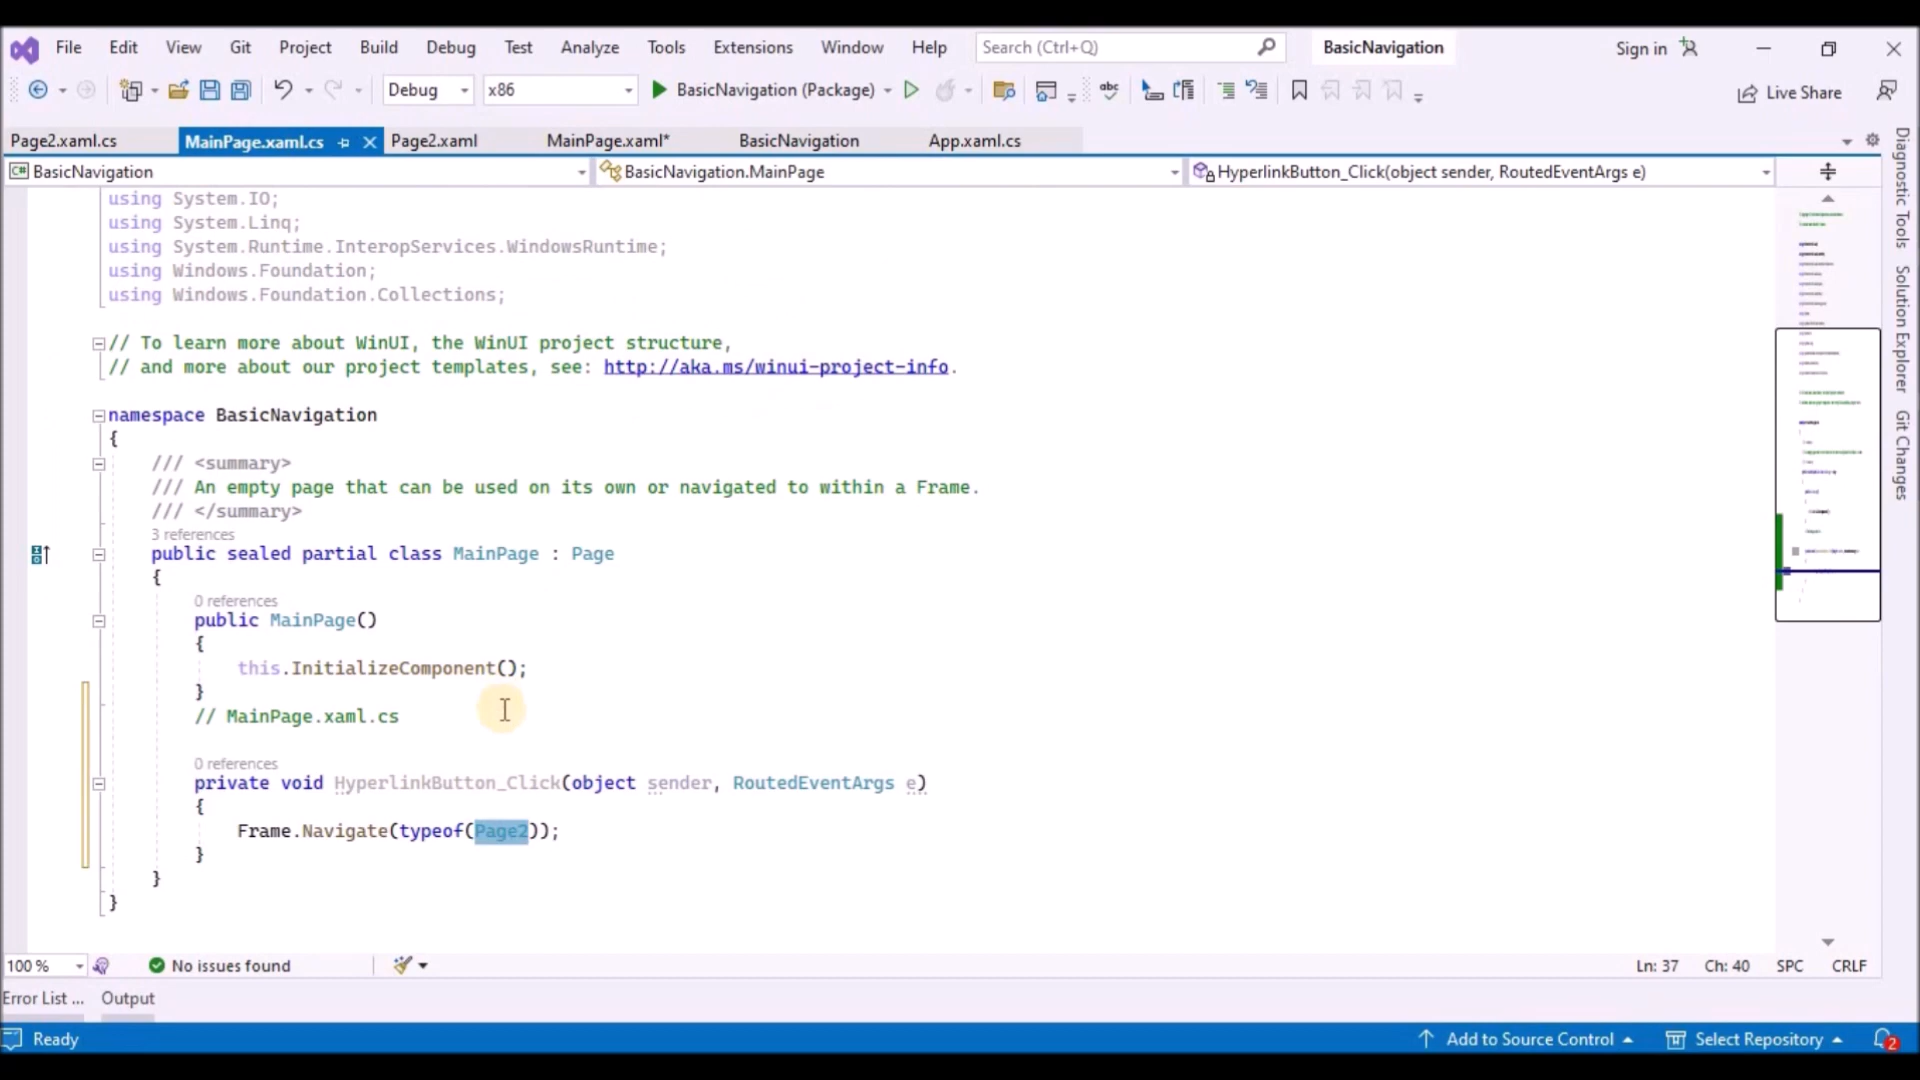 File Edit View Git Project Build Debug Test Analyze Tools Extensions Window Help Search (Ctrl+Q) BasicNavigation Sign in
Debug x86 BasicNavigation (Package) abc Live Share
Page2.xaml.cs MainPage.xaml.cs Page2.xaml MainPage.xaml* BasicNavigation App.xaml.cs
C# BasicNavigation BasicNavigation.MainPage HyperlinkButton_Click(object sender, RoutedEventArgs e)
using System.IO;
using System.Linq;
using System.Runtime.InteropServices.WindowsRuntime;
using Windows.Foundation;
using Windows.Foundation.Collections;
// To learn more about WinUI, the WinUI project structure,
// and more about our project templates, see: http://aka.ms/winui-project-info.
namespace BasicNavigation
{
/// <summary>
/// An empty page that can be used on its own or navigated to within a Frame.
/// </summary>
3 references
public sealed partial class MainPage : Page
{
0 references
public MainPage()
{
this.InitializeComponent();
}
// MainPage.xaml.cs
0 references
private void HyperlinkButton_Click(object sender, RoutedEventArgs e)
{
Frame.Navigate(typeof(Page2));
}
}
}
Diagnostic Tools
Solution Explorer
Git Changes
100 % No issues found Ln: 37 Ch: 40 SPC CRLF
Error List ... Output
Ready Add to Source Control Select Repository 2